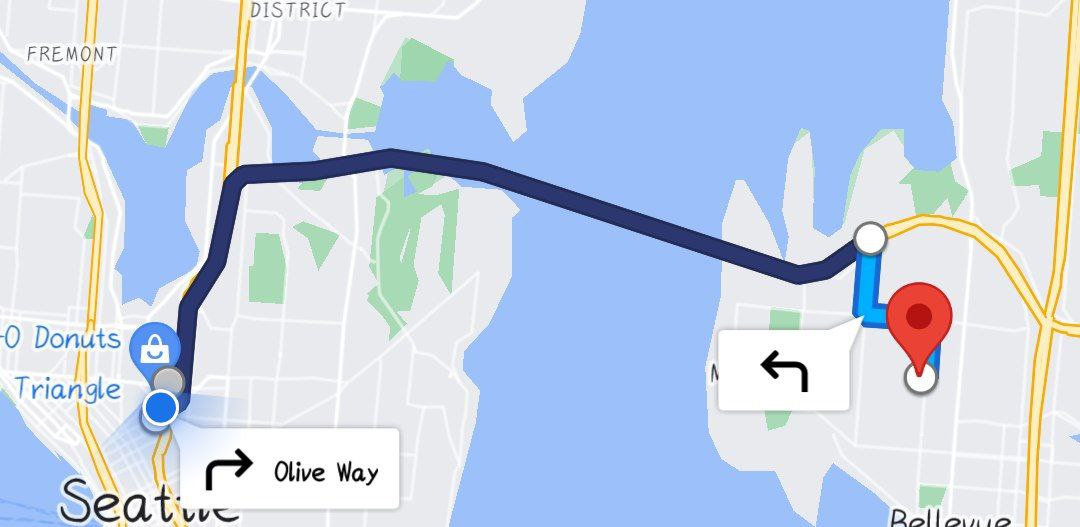 DISTRICT
FREMONT
-O Donuts
Triangle
Olive Way
Seattle
Bellevue